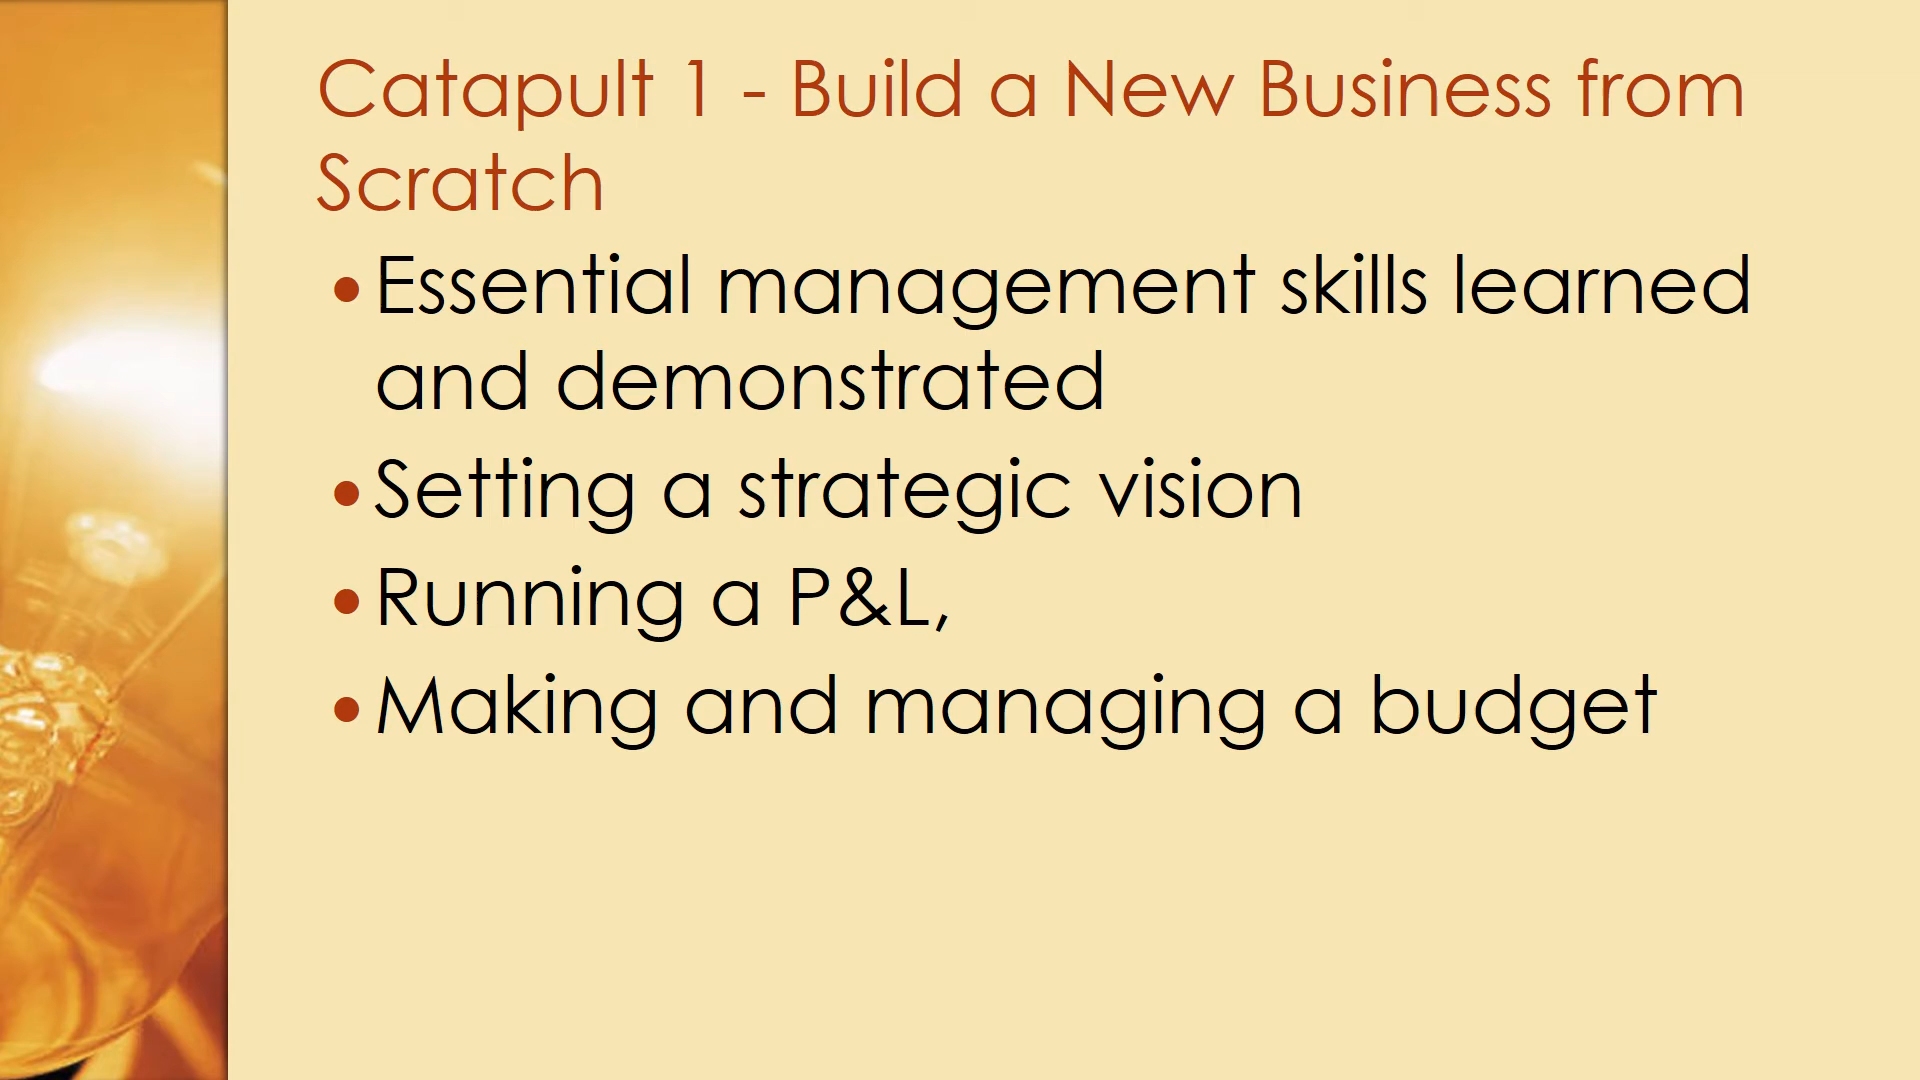 Catapult 1 - Build a New Business from
Scratch
• Essential management skills learned
and demonstrated
• Setting a strategic vision
• Running a P&L,
• Making and managing a budget